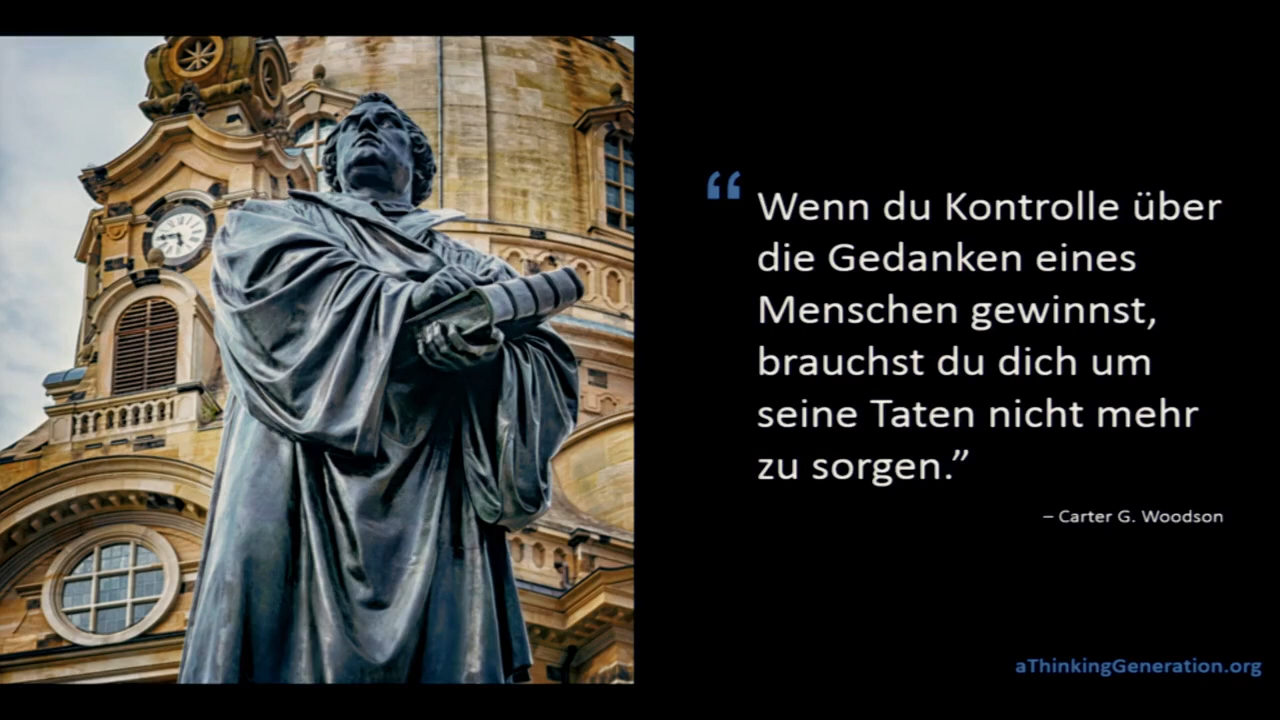 “ Wenn du Kontrolle über
die Gedanken eines
Menschen gewinnst,
brauchst du dich um
seine Taten nicht mehr
zu sorgen.”
– Carter G. Woodson
aThinkingGeneration.org